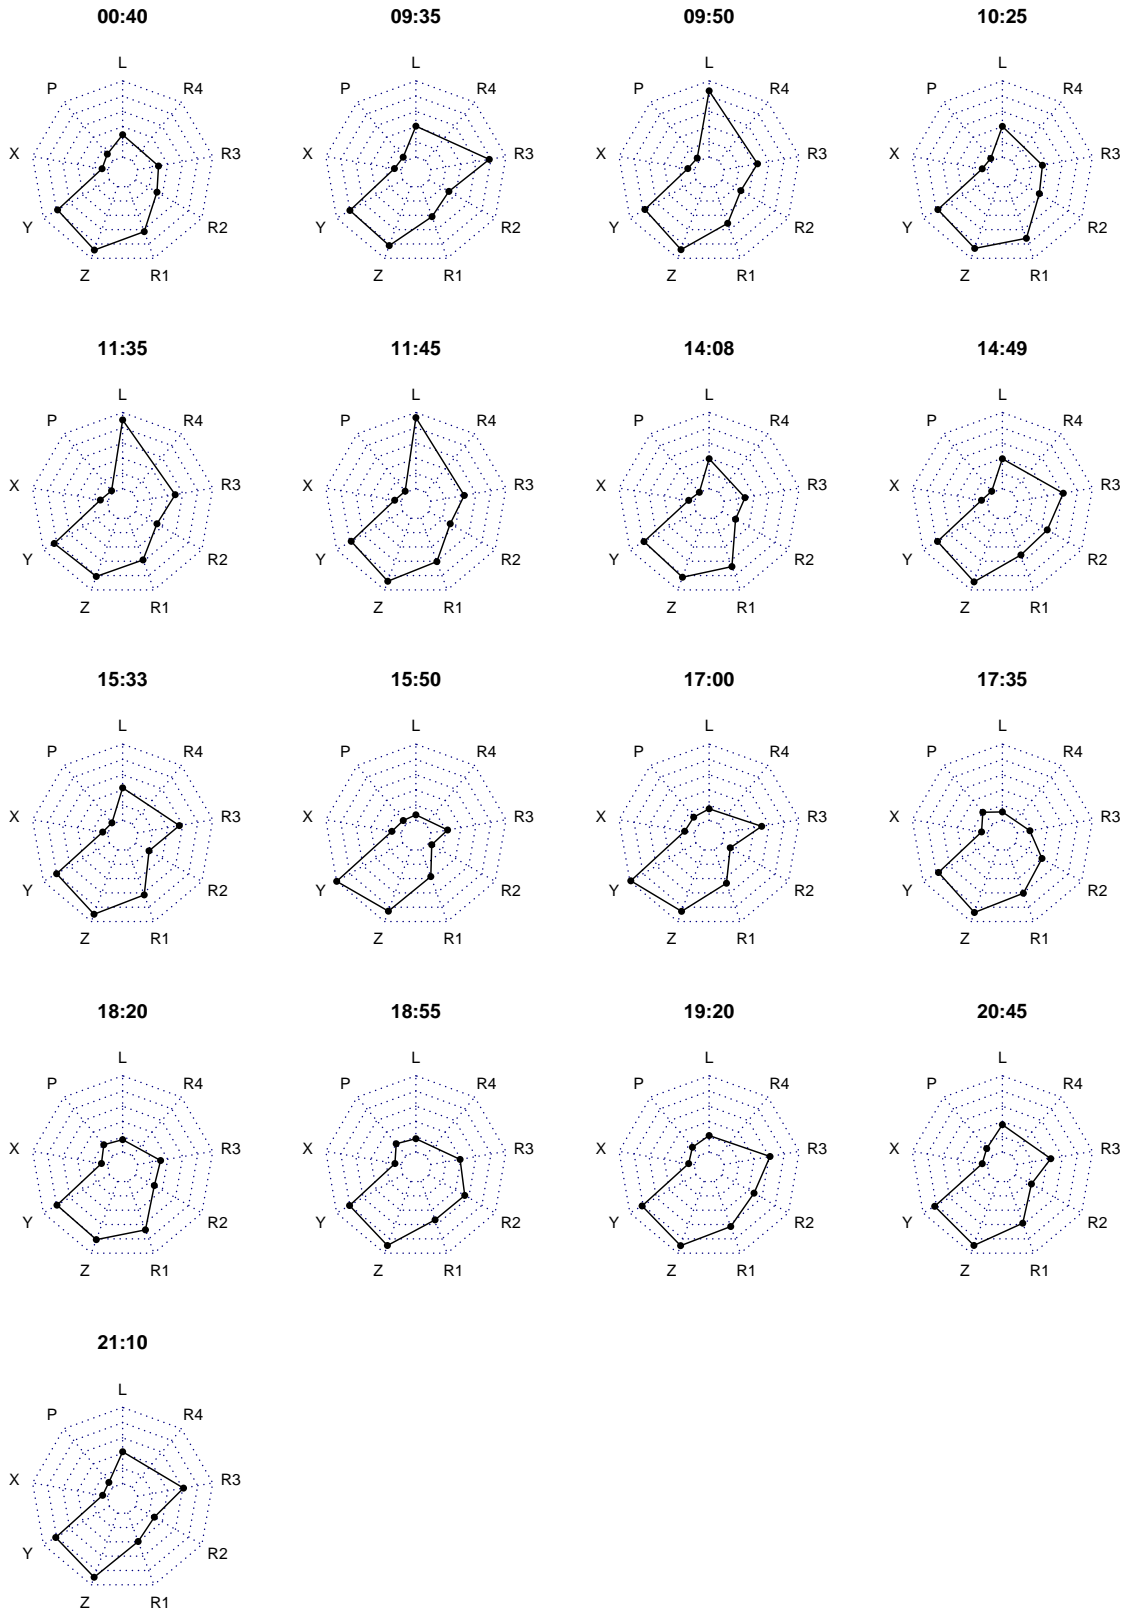 00:40 09:35 09:50 10:25
L L L L
P R4 P R4 P R4 P R4
X R3 X R3 X R3 X R3
Y R2 Y R2 Y R2 Y R2
Z R1 Z R1 Z R1 Z R1
11:35 11:45 14:08 14:49
L L L L
P R4 P R4 P R4 P R4
X R3 X R3 X R3 X R3
Y R2 Y R2 Y R2 Y R2
Z R1 Z R1 Z R1 Z R1
15:33 15:50 17:00 17:35
L L L L
P R4 P R4 P R4 P R4
X R3 X R3 X R3 X R3
Y R2 Y R2 Y R2 Y R2
Z R1 Z R1 Z R1 Z R1
18:20 18:55 19:20 20:45
L L L L
P R4 P R4 P R4 P R4
X R3 X R3 X R3 X R3
Y R2 Y R2 Y R2 Y R2
Z R1 Z R1 Z R1 Z R1
21:10
L
P R4
X R3
Y R2
Z R1